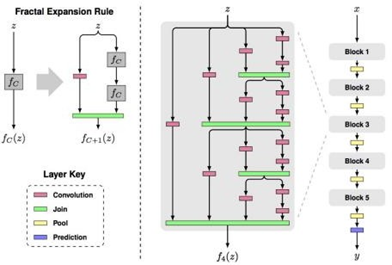 Fractal Expansion Rule
z
z
f_C
f_C
f_C
f_C(z)
f_{C+1}(z)
Layer Key
Convolution
Join
Pool
Prediction
z
f_4(z)
x
Block 1
Block 2
Block 3
Block 4
Block 5
y